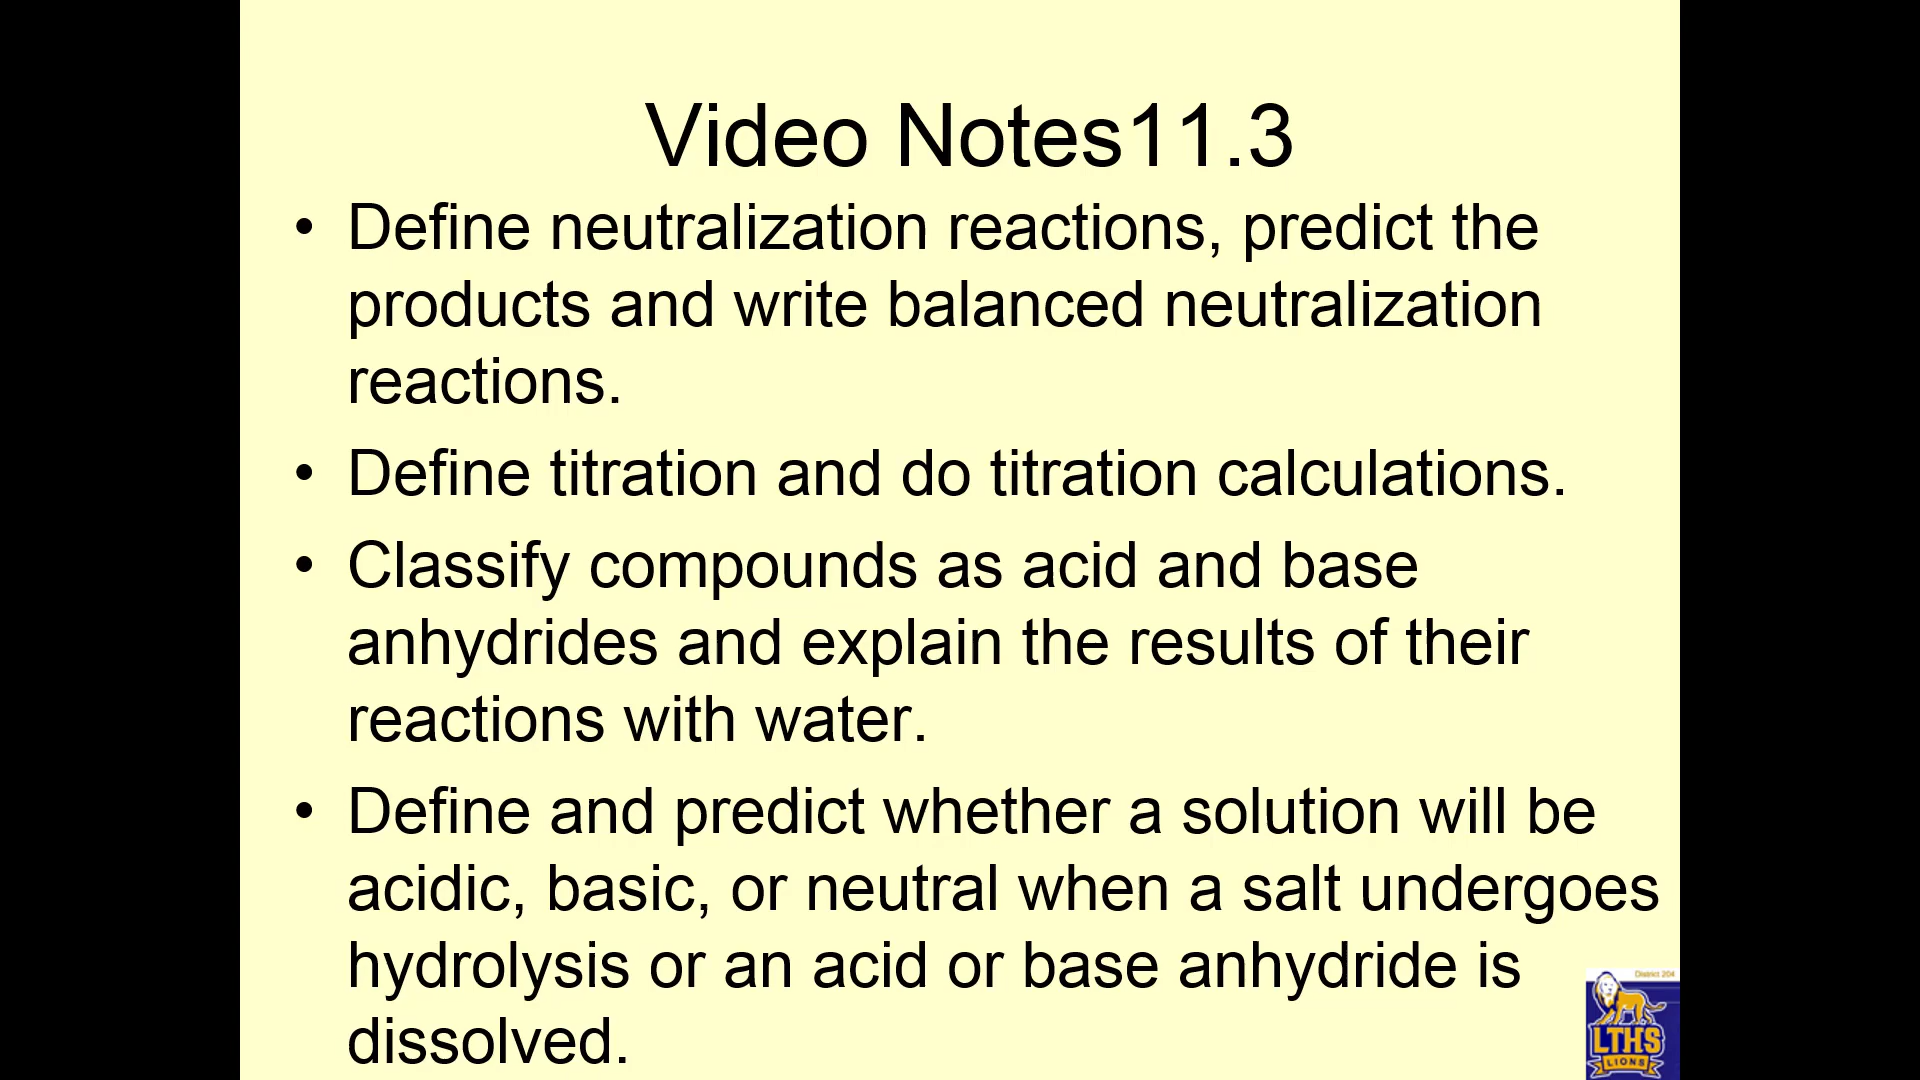 Video Notes11.3
• Define neutralization reactions, predict the
products and write balanced neutralization
reactions.
• Define titration and do titration calculations.
• Classify compounds as acid and base
anhydrides and explain the results of their
reactions with water.
• Define and predict whether a solution will be
acidic, basic, or neutral when a salt undergoes
hydrolysis or an acid or base anhydride is
dissolved.
District 204
LTHS
LIONS